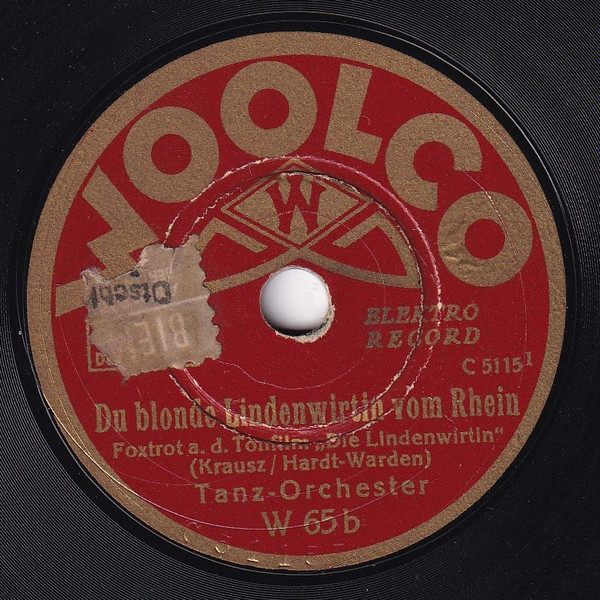 WOOLCO
W
ELEKTRO
RECORD
C 5115¹
Du blonde Lindenwirtin vom Rhein
Foxtrot a. d. Tonfilm „Die Lindenwirtin“
(Krausz / Hardt-Warden)
Tanz-Orchester
W 65 b